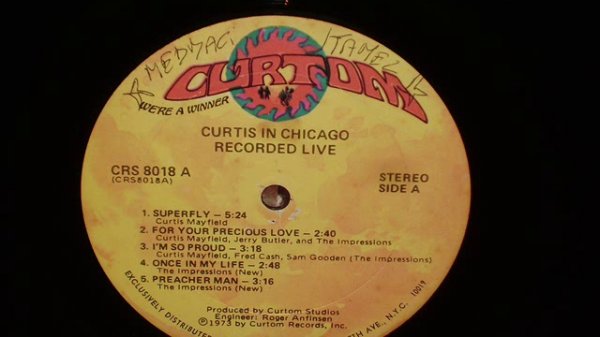 MEDMAC
TAMEZ
CURTOM
WE'RE A WINNER
CURTIS IN CHICAGO
RECORDED LIVE
CRS 8018 A
(CRS8018A)
STEREO
SIDE A
1. SUPERFLY — 5:24
Curtis Mayfield
2. FOR YOUR PRECIOUS LOVE — 2:40
Curtis Mayfield, Jerry Butler, and The Impressions
3. I'M SO PROUD — 3:18
Curtis Mayfield, Fred Cash, Sam Gooden (The Impressions)
4. ONCE IN MY LIFE — 2:48
The Impressions (New)
5. PREACHER MAN — 3:16
The Impressions (New)
Produced by Curtom Studios
Engineer: Roger Anfinsen
©1973 by Curtom Records, Inc.
EXCLUSIVELY DISTRIBUTED
AVE., N.Y.C. 10019